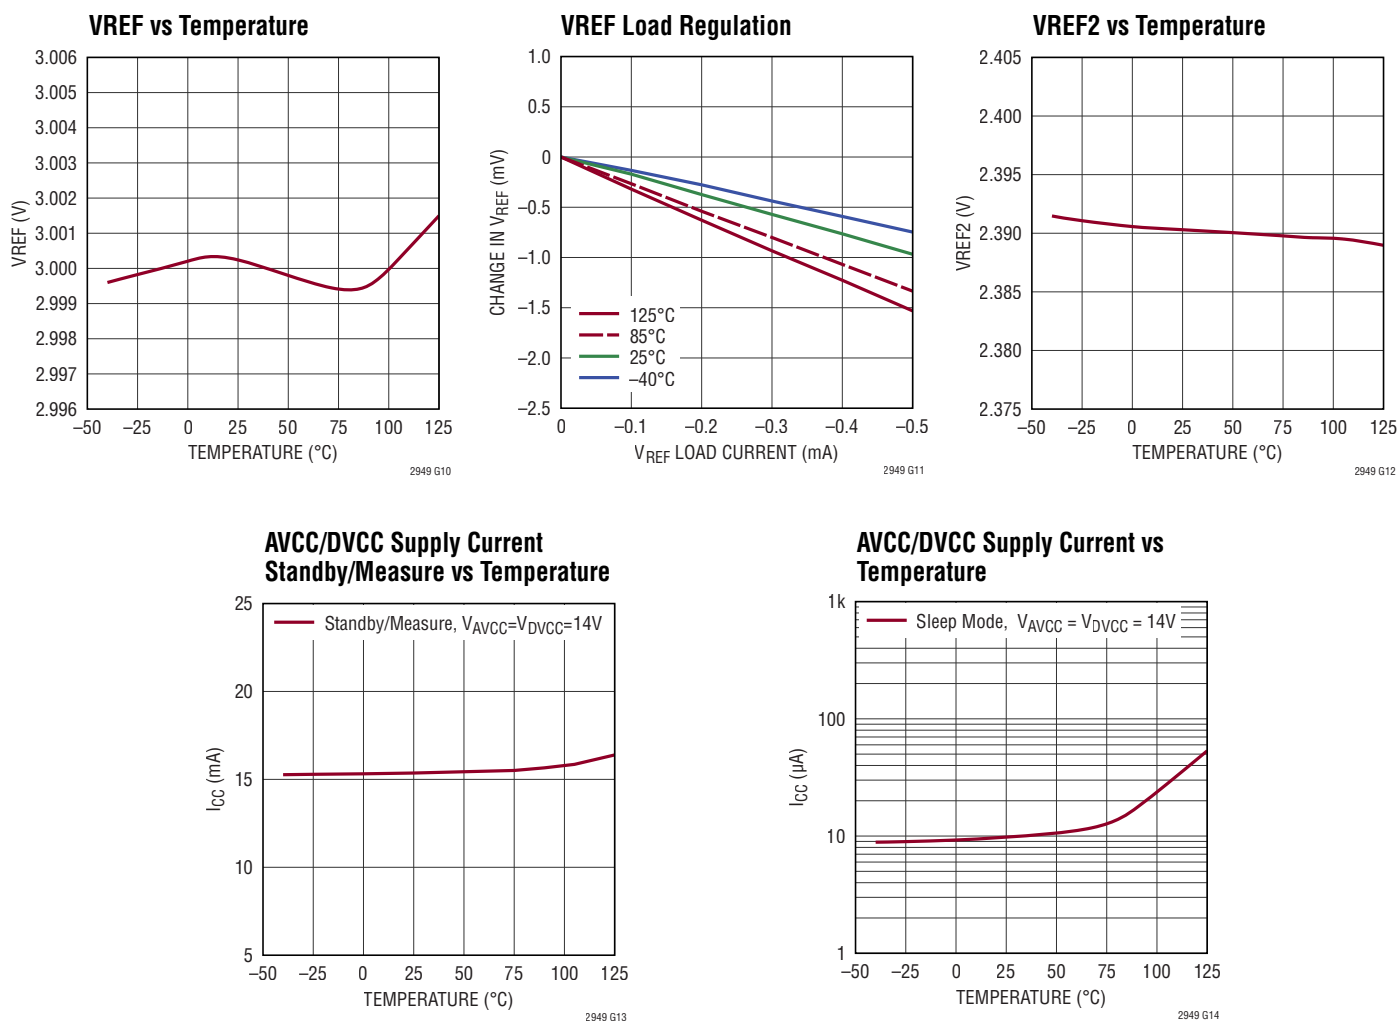 VREF vs Temperature
3.006
3.005
3.004
3.003
3.002
3.001
3.000
2.999
2.998
2.997
2.996
VREF (V)
–50 –25 0 25 50 75 100 125
TEMPERATURE (°C)
2949 G10
VREF Load Regulation
1.0
0.5
0
–0.5
–1.0
–1.5
–2.0
–2.5
CHANGE IN VREF (mV)
125°C
85°C
25°C
–40°C
0 –0.1 –0.2 –0.3 –0.4 –0.5
VREF LOAD CURRENT (mA)
2949 G11
VREF2 vs Temperature
2.405
2.400
2.395
2.390
2.385
2.380
2.375
VREF2 (V)
–50 –25 0 25 50 75 100 125
TEMPERATURE (°C)
2949 G12
AVCC/DVCC Supply Current
Standby/Measure vs Temperature
25
20
15
10
5
ICC (mA)
Standby/Measure, VAVCC=VDVCC=14V
–50 –25 0 25 50 75 100 125
TEMPERATURE (°C)
2949 G13
AVCC/DVCC Supply Current vs
Temperature
1k
100
10
1
ICC (µA)
Sleep Mode, VAVCC = VDVCC = 14V
–50 –25 0 25 50 75 100 125
TEMPERATURE (°C)
2949 G14